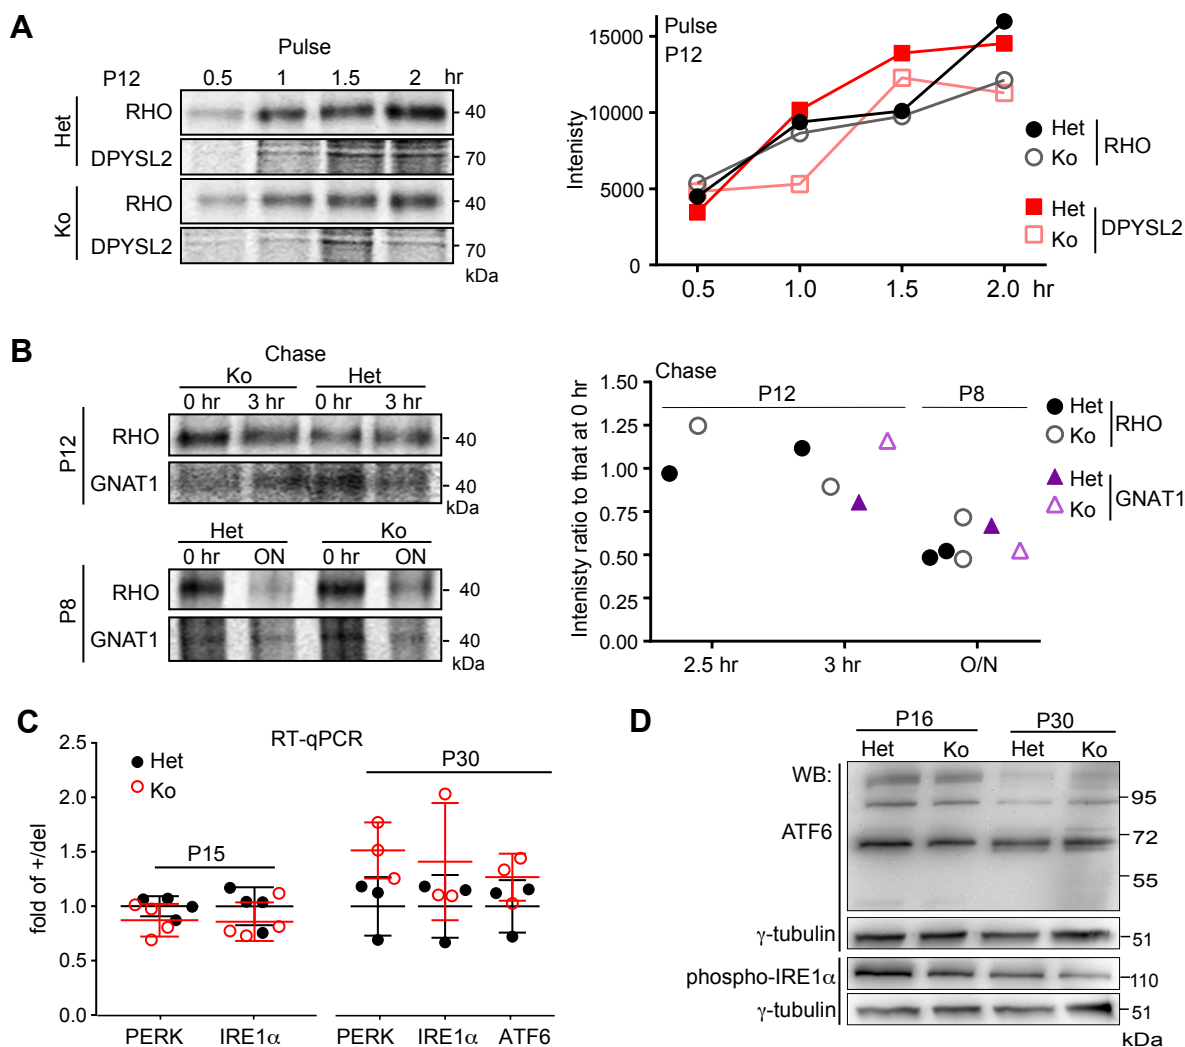 A
Pulse
P12 0.5 1 1.5 2 hr
Het
RHO 40
DPYSL2 70
Ko
RHO 40
DPYSL2 70
kDa
Pulse
P12
Intenisty
15000
10000
5000
0
0.5 1.0 1.5 2.0 hr
Het
Ko
RHO
Het
Ko
DPYSL2
B
Chase
Ko Het
0 hr 3 hr 0 hr 3 hr
P12
RHO 40
GNAT1 40
kDa
Het Ko
0 hr ON 0 hr ON
P8
RHO 40
GNAT1 40
kDa
Chase
P12 P8
Intenisty ratio to that at 0 hr
1.50
1.25
1.00
0.75
0.50
0.25
0.00
2.5 hr 3 hr O/N
Het
Ko
RHO
Het
Ko
GNAT1
C
RT-qPCR
Het
Ko
P15
P30
fold of +/del
2.5
2.0
1.5
1.0
0.5
0.0
PERK IRE1α PERK IRE1α ATF6
D
P16 P30
Het Ko Het Ko
WB:
ATF6
95
72
55
γ-tubulin 51
phospho-IRE1α 110
γ-tubulin 51
kDa